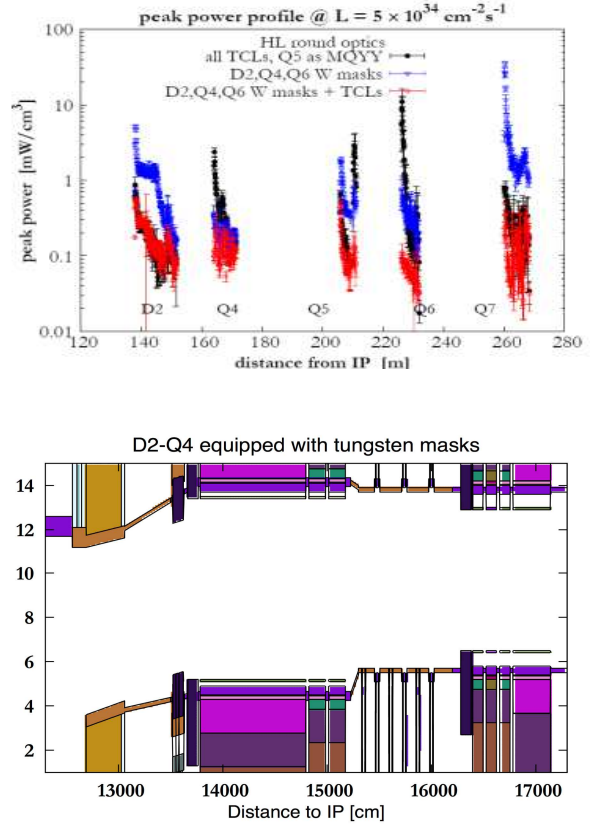 peak power profile @ L = 5 × 10³⁴ cm⁻²s⁻¹
100
10
1
0.1
0.01
peak power [mW/cm³]
HL round optics
all TCLs, Q5 as MQYY
D2,Q4,Q6 W masks
D2,Q4,Q6 W masks + TCLs
D2 Q4 Q5 Q6 Q7
120 140 160 180 200 220 240 260 280
distance from IP [m]
D2-Q4 equipped with tungsten masks
14
12
10
8
6
4
2
13000 14000 15000 16000 17000
Distance to IP [cm]